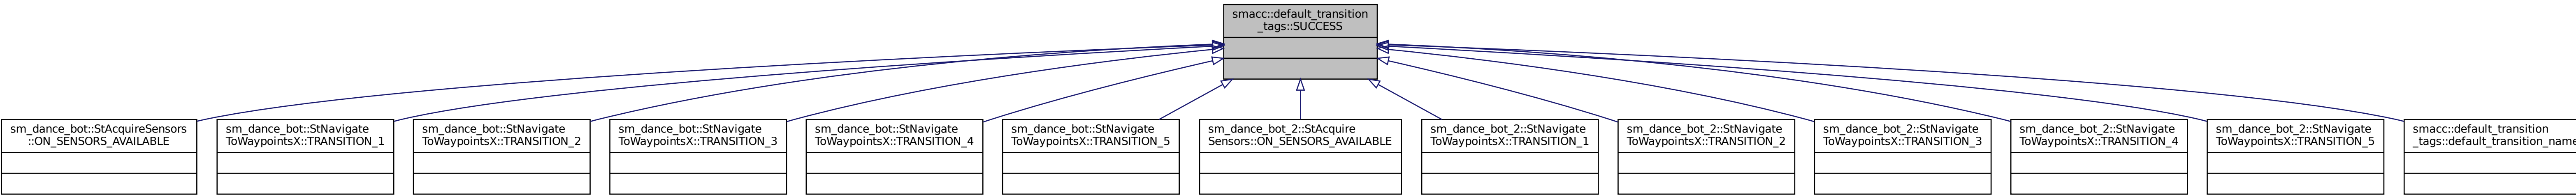 smacc::default_transition
_tags::SUCCESS
sm_dance_bot::StAcquireSensors
::ON_SENSORS_AVAILABLE
sm_dance_bot::StNavigate
ToWaypointsX::TRANSITION_1
sm_dance_bot::StNavigate
ToWaypointsX::TRANSITION_2
sm_dance_bot::StNavigate
ToWaypointsX::TRANSITION_3
sm_dance_bot::StNavigate
ToWaypointsX::TRANSITION_4
sm_dance_bot::StNavigate
ToWaypointsX::TRANSITION_5
sm_dance_bot_2::StAcquire
Sensors::ON_SENSORS_AVAILABLE
sm_dance_bot_2::StNavigate
ToWaypointsX::TRANSITION_1
sm_dance_bot_2::StNavigate
ToWaypointsX::TRANSITION_2
sm_dance_bot_2::StNavigate
ToWaypointsX::TRANSITION_3
sm_dance_bot_2::StNavigate
ToWaypointsX::TRANSITION_4
sm_dance_bot_2::StNavigate
ToWaypointsX::TRANSITION_5
smacc::default_transition
_tags::default_transition_name